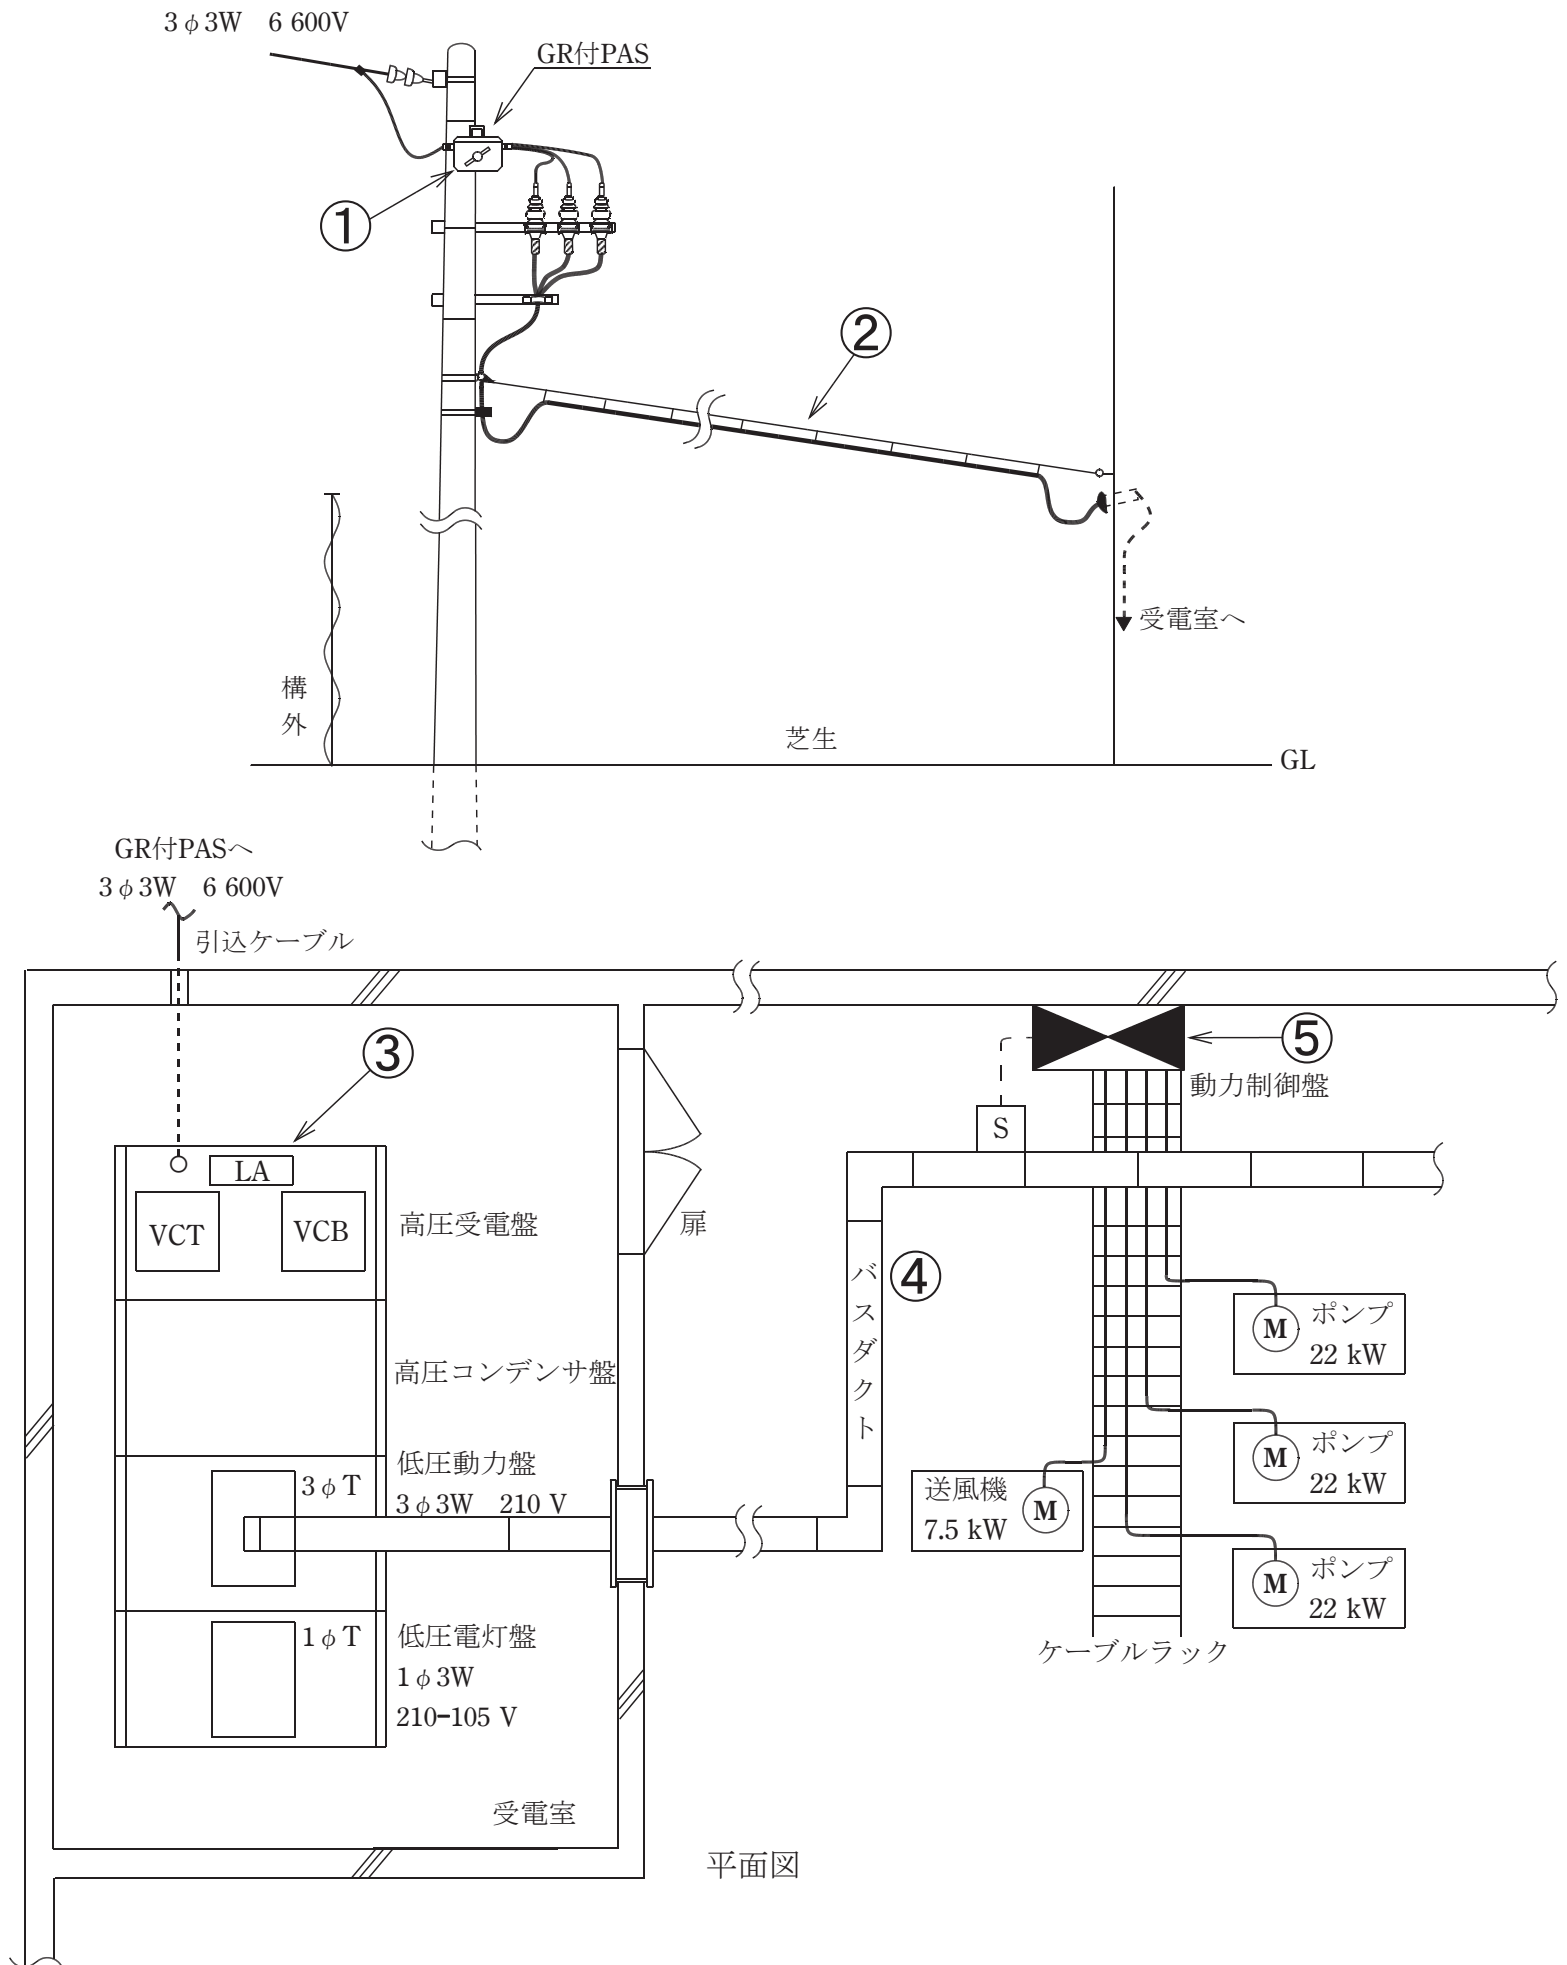 3φ3W 6 600V
GR付PAS
①
②
受電室へ
構外
芝生
GL
GR付PASへ
3φ3W 6 600V
引込ケーブル
③
LA
VCT
VCB
高圧受電盤
高圧コンデンサ盤
3φT
低圧動力盤
3φ3W 210 V
1φT
低圧電灯盤
1φ3W
210-105 V
受電室
扉
⑤
動力制御盤
S
バスダクト
④
M
ポンプ
22 kW
M
ポンプ
22 kW
送風機
7.5 kW
M
M
ポンプ
22 kW
ケーブルラック
平面図